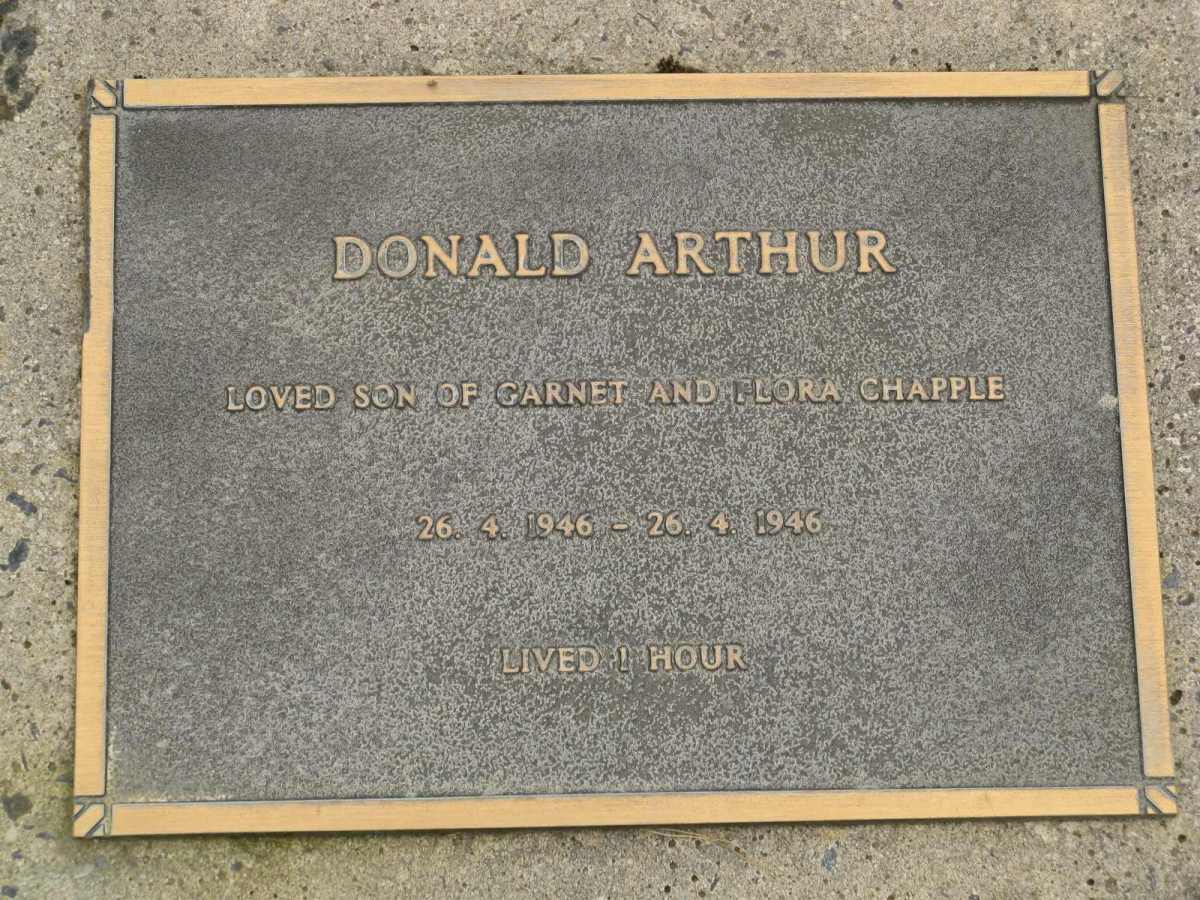 DONALD ARTHUR
LOVED SON OF GARNET AND FLORA CHAPPLE
26. 4. 1946 - 26. 4. 1946
LIVED 1 HOUR